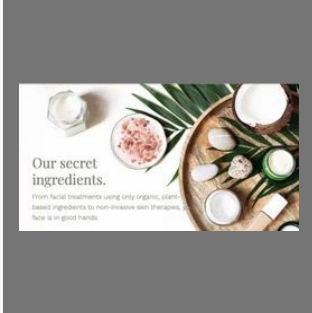 Our secret
ingredients.
From facial treatments using only organic, plant-
based ingredients to non-invasive skin therapies,
face is in good hands.